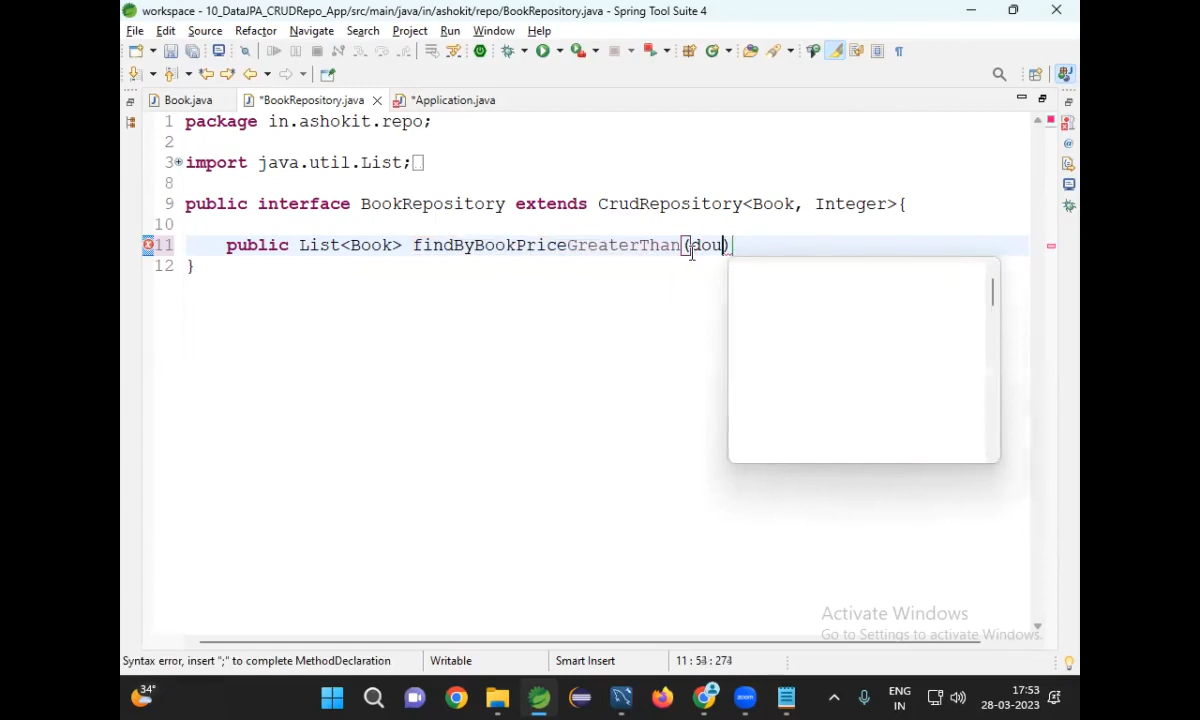 workspace - 10_DataJPA_CRUDRepo_App/src/main/java/in/ashokit/repo/BookRepository.java - Spring Tool Suite 4
File Edit Source Refactor Navigate Search Project Run Window Help
Book.java *BookRepository.java *Application.java
1 package in.ashokit.repo;
2
3 import java.util.List;
8
9 public interface BookRepository extends CrudRepository<Book, Integer>{
10
11 public List<Book> findByBookPriceGreaterThan(dou)
12 }
Activate Windows
Go to Settings to activate Windows.
Syntax error, insert ";" to complete MethodDeclaration Writable Smart Insert 11 : 53 : 273
34° zoom ENG 17:53
IN 28-03-2023